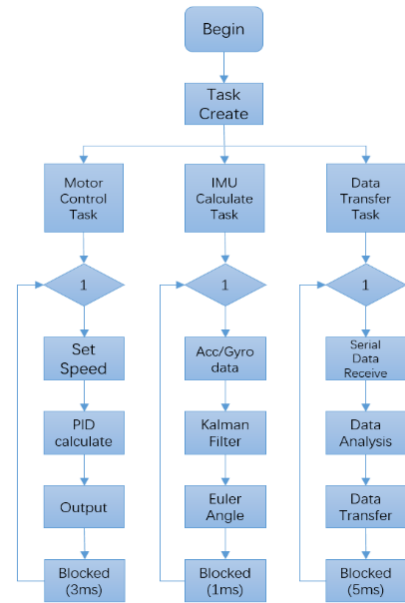 Begin
Task
Create
Motor
Control
Task
IMU
Calculate
Task
Data
Transfer
Task
1
1
1
Set
Speed
Acc/Gyro
data
Serial
Data
Receive
PID
calculate
Kalman
Filter
Data
Analysis
Output
Euler
Angle
Data
Transfer
Blocked
(3ms)
Blocked
(1ms)
Blocked
(5ms)